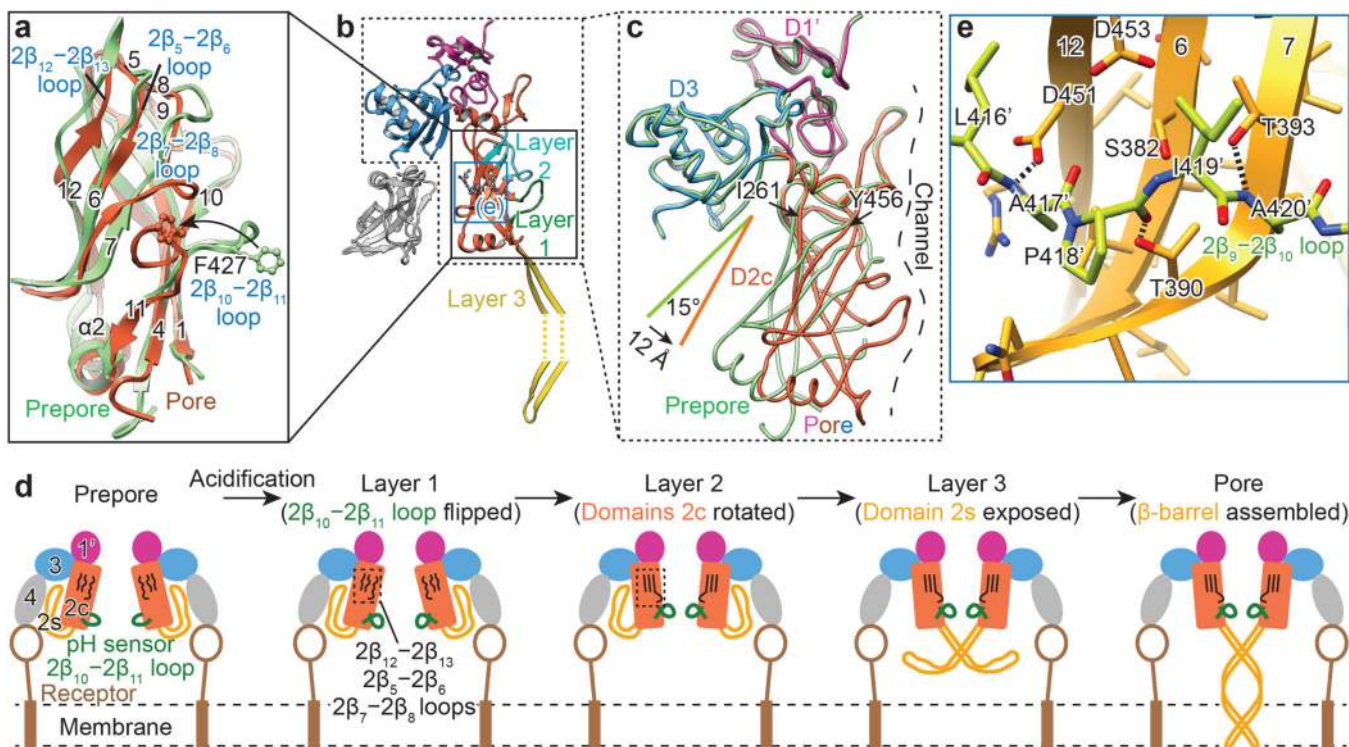 a
2β₁₂−2β₁₃
loop
5
2β₅−2β₆
loop
8
9
2β₇−2β₈
loop
12
6
10
7
F427
2β₁₀−2β₁₁
loop
11
α2
4
1
Prepore
Pore
b
Layer
2
(e)
Layer
1
Layer 3
c
D1'
D3
I261
Y456
Channel
D2c
15°
12 Å
Prepore
Pore
e
12
D453
6
7
D451
L416'
T393
S382
I419'
A417'
A420'
P418'
2β₉−2β₁₀ loop
T390
d
Prepore
Acidification
Layer 1
(2β₁₀−2β₁₁ loop flipped)
Layer 2
(Domains 2c rotated)
Layer 3
(Domain 2s exposed)
Pore
(β-barrel assembled)
1'
3
4
2c
2s
pH sensor
2β₁₀−2β₁₁ loop
Receptor
Membrane
2β₁₂−2β₁₃
2β₅−2β₆
2β₇−2β₈ loops